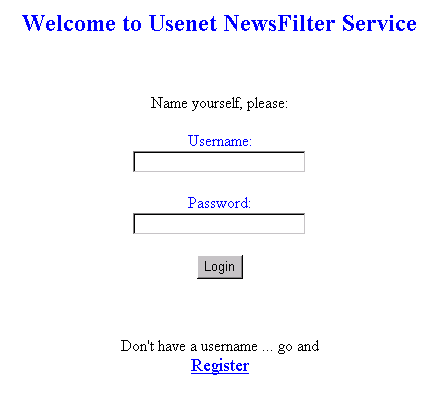 Welcome to Usenet NewsFilter Service
Name yourself, please:
Username:
Password:
Login
Don't have a username ... go and
Register